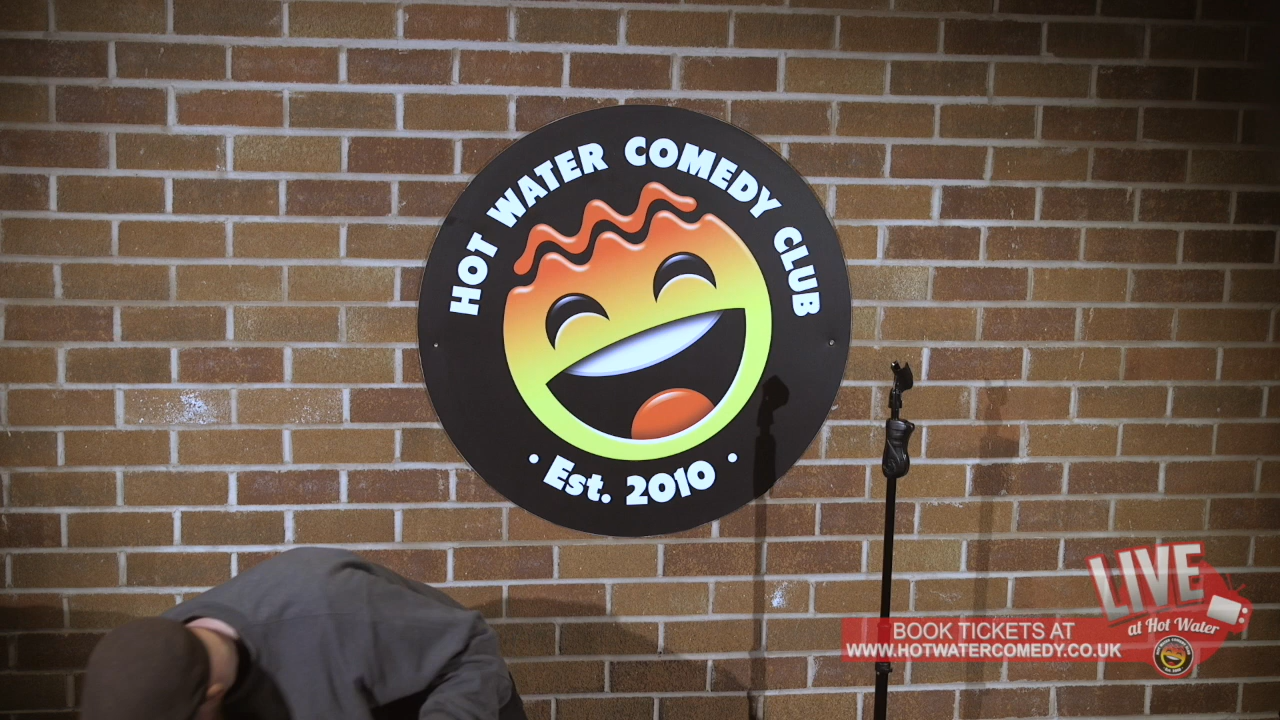 HOT WATER COMEDY CLUB
· Est. 2010 ·
LIVE
at Hot Water
BOOK TICKETS AT
WWW.HOTWATERCOMEDY.CO.UK